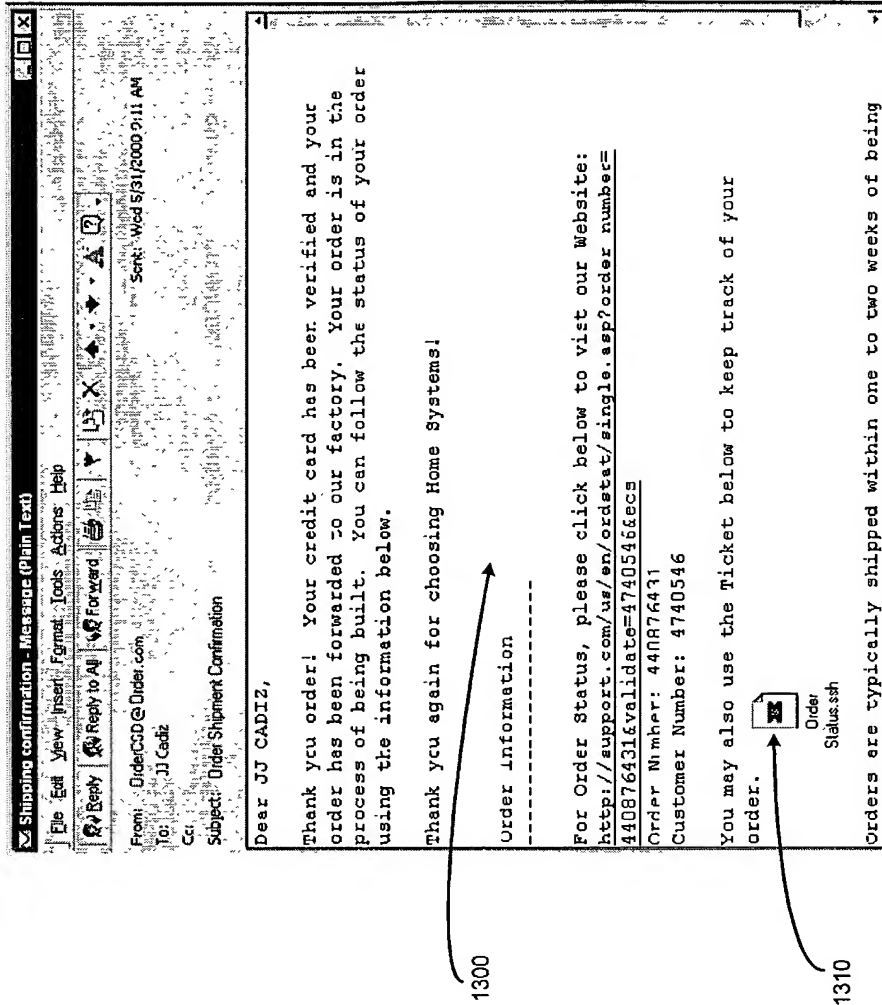 Shipping confirmation - Message (Plain Text)
File Edit View Insert Format Tools Actions Help
Reply Reply to All Forward
From: OrderCSD@Order.com Sent: Wed 5/31/2000 9:11 AM
To: JJ Cadiz
Cc:
Subject: Order Shipment Confirmation
Dear JJ CADIZ,
Thank you order! Your credit card has been verified and your
order has been forwarded to our factory. Your order is in the
process of being built. You can follow the status of your order
using the information below.
Thank you again for choosing Home Systems!
Order Information
--------------------
For Order Status, please click below to vist our Website:
http://support.com/us/en/ordstat/single.asp?order number=
440876431&validate=4740546&ecs
Order Number: 440876431
Customer Number: 4740546
You may also use the Ticket below to keep track of your
order.
Order
Status.ssh
Orders are typically shipped within one to two weeks of being
1300
1310